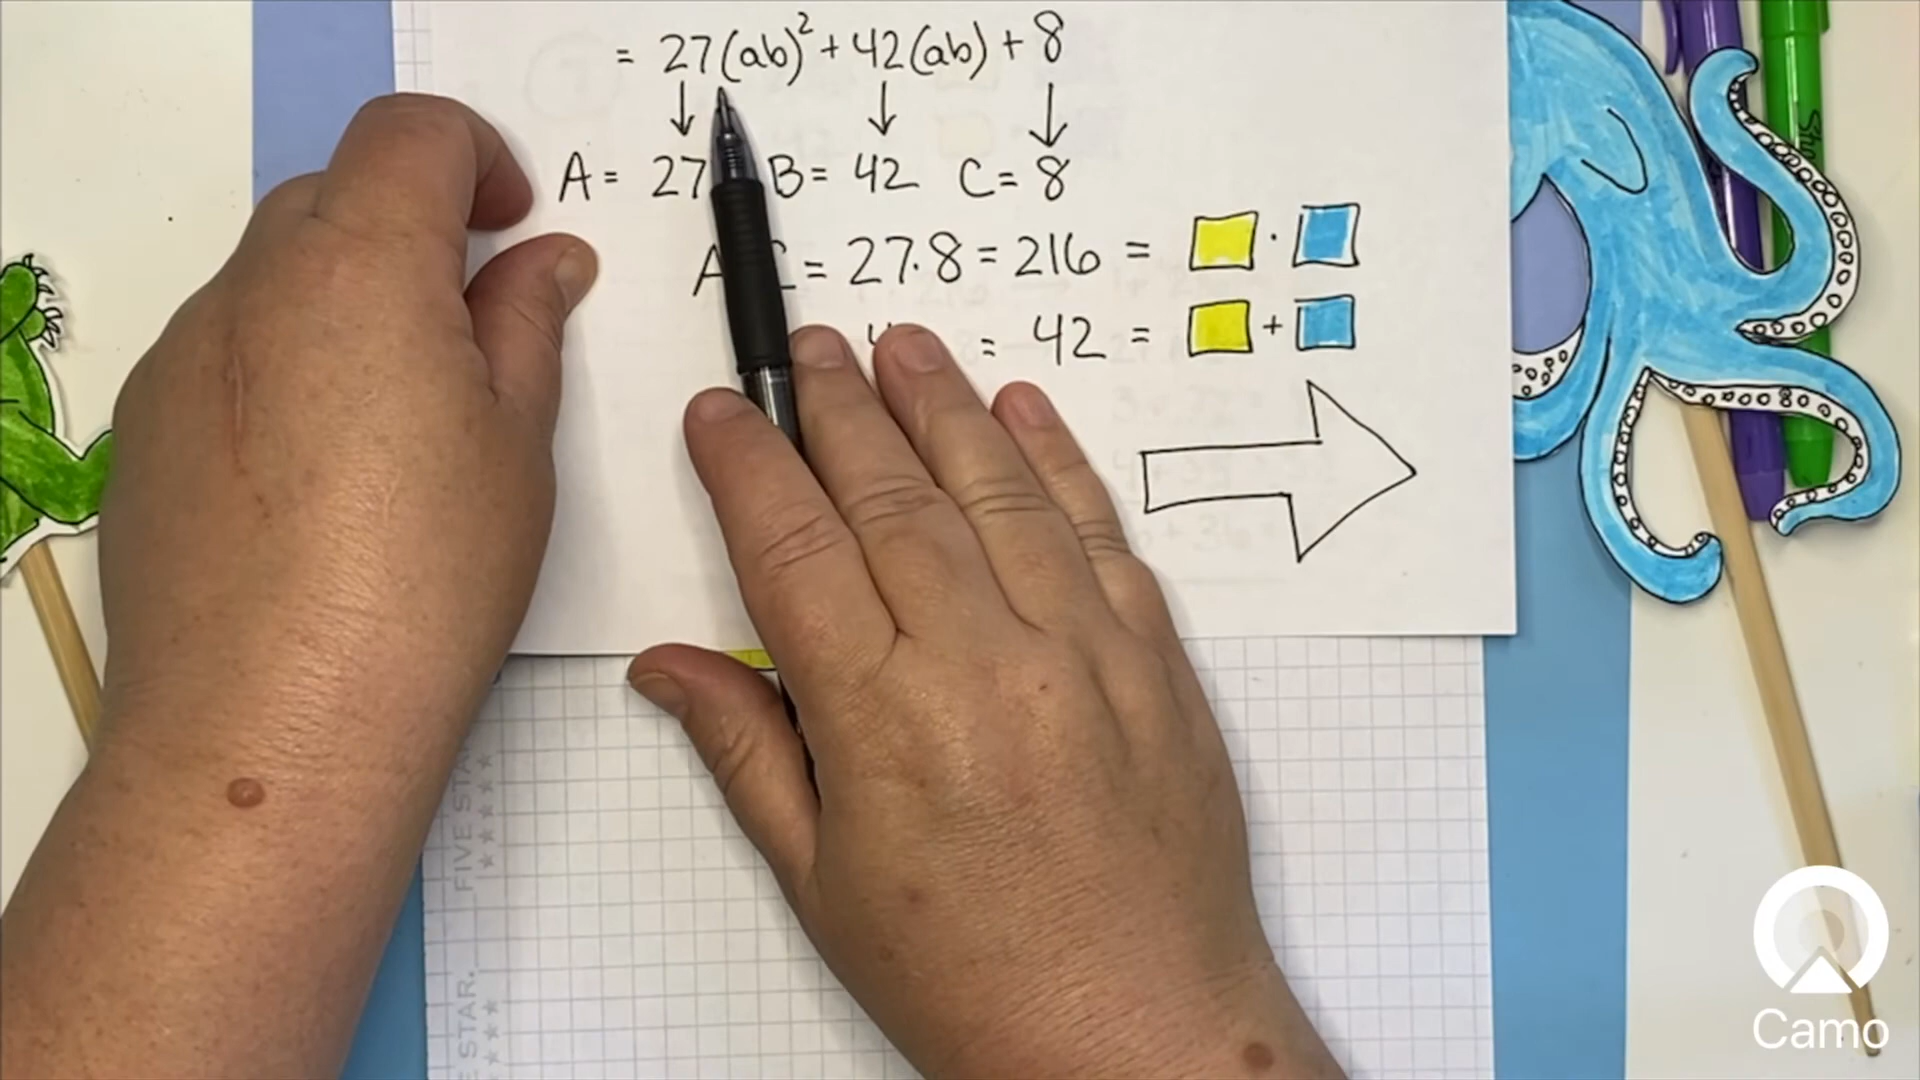 = 27(ab)² + 42(ab) + 8
↓ ↓ ↓
A = 27 B = 42 C = 8
A = 27·8 = 216 = ·
= 42 = +
FIVE STAR
STAR.
Camo